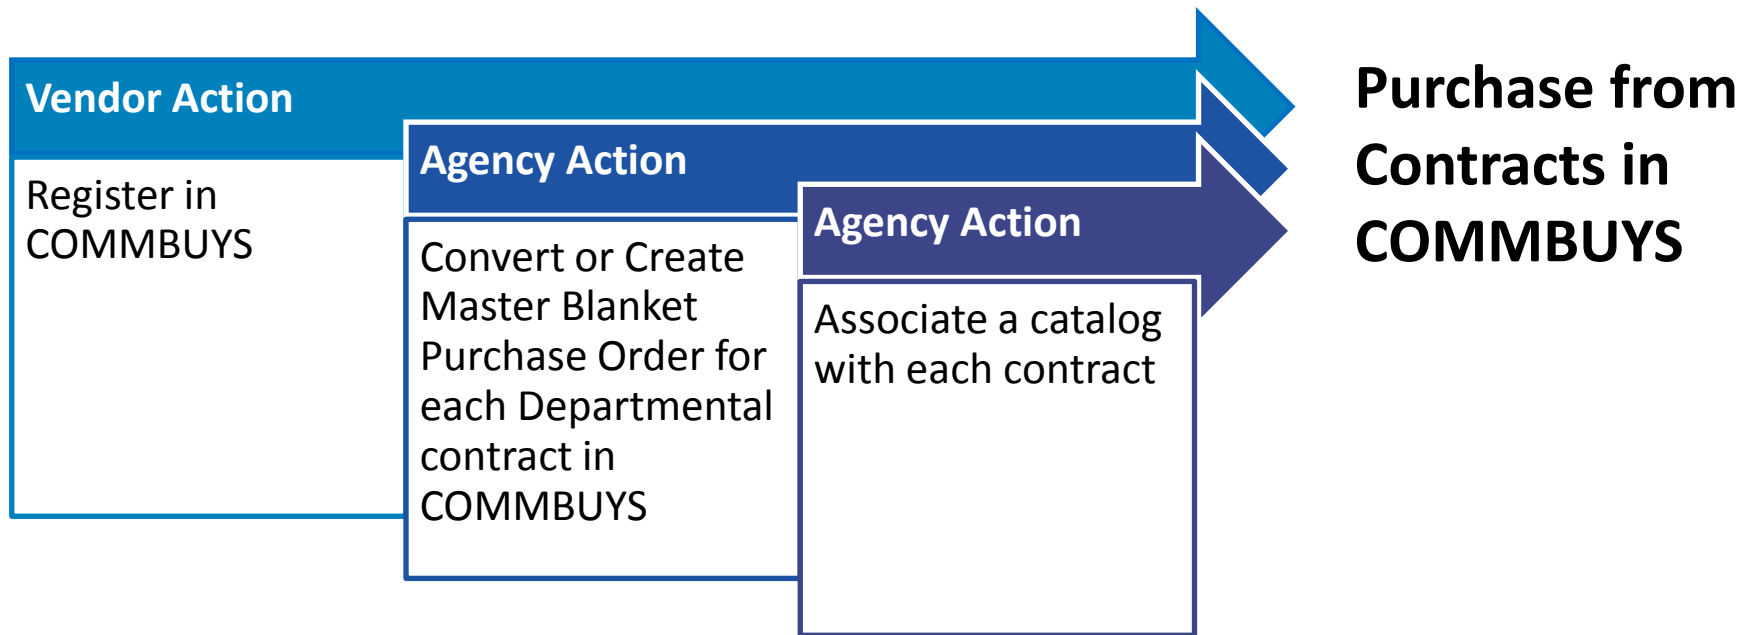 Vendor Action
Register in
COMMBUYS
Agency Action
Convert or Create
Master Blanket
Purchase Order for
each Departmental
contract in
COMMBUYS
Agency Action
Associate a catalog
with each contract
Purchase from
Contracts in
COMMBUYS